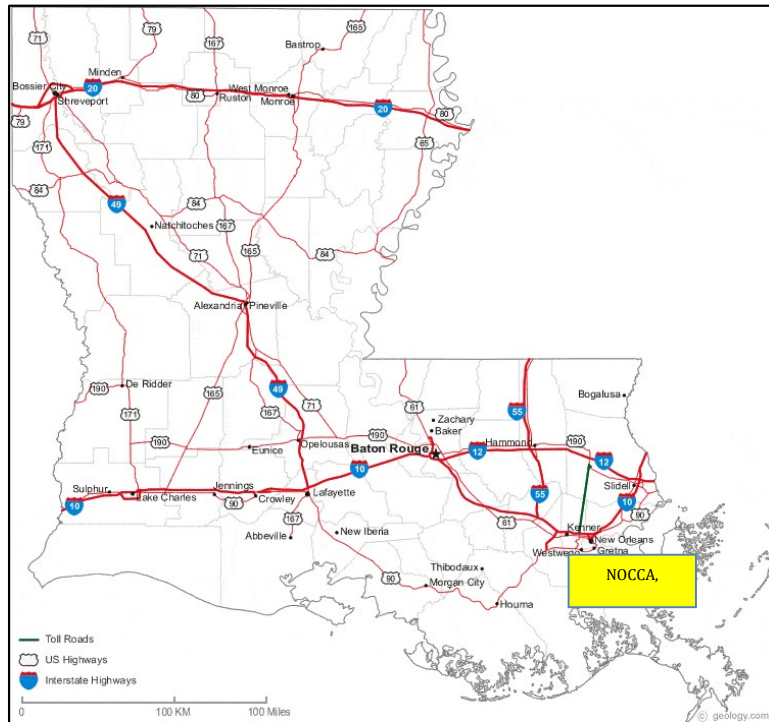 71
79
167
165
Bastrop
Minden
Bossier City
20
West Monroe
Shreveport
80
Ruston
Monroe
20
79
80
171
65
84
49
84
Natchitoches
167
71
165
84
Alexandria
Pineville
190
De Ridder
165
49
171
167
71
61
55
Bogalusa
Zachary
Baker
190
Eunice
Opelousas
190
Baton Rouge
Hammond
190
12
12
10
Sulphur
Lake Charles
Jennings
90
Crowley
Lafayette
10
55
Slidell
10
90
61
Kenner
New Orleans
Westwego
Gretna
Abbeville
167
New Iberia
Thibodaux
90
Morgan City
Houma
NOCCA,
Toll Roads
US Highways
Interstate Highways
0
100 KM
100 Miles
© geology.com